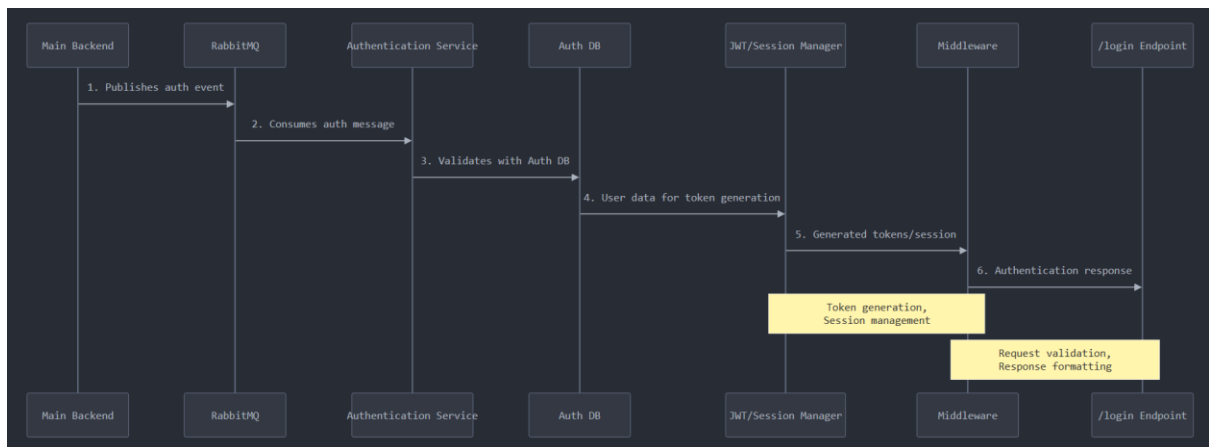 Main Backend
RabbitMQ
Authentication Service
Auth DB
JWT/Session Manager
Middleware
/login Endpoint
1. Publishes auth event
2. Consumes auth message
3. Validates with Auth DB
4. User data for token generation
5. Generated tokens/session
6. Authentication response
Token generation,
Session management
Request validation,
Response formatting
Main Backend
RabbitMQ
Authentication Service
Auth DB
JWT/Session Manager
Middleware
/login Endpoint